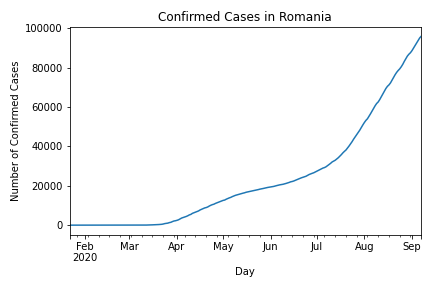 Confirmed Cases in Romania
100000
80000
60000
40000
20000
0
Number of Confirmed Cases
Feb Mar Apr May Jun Jul Aug Sep
2020
Day